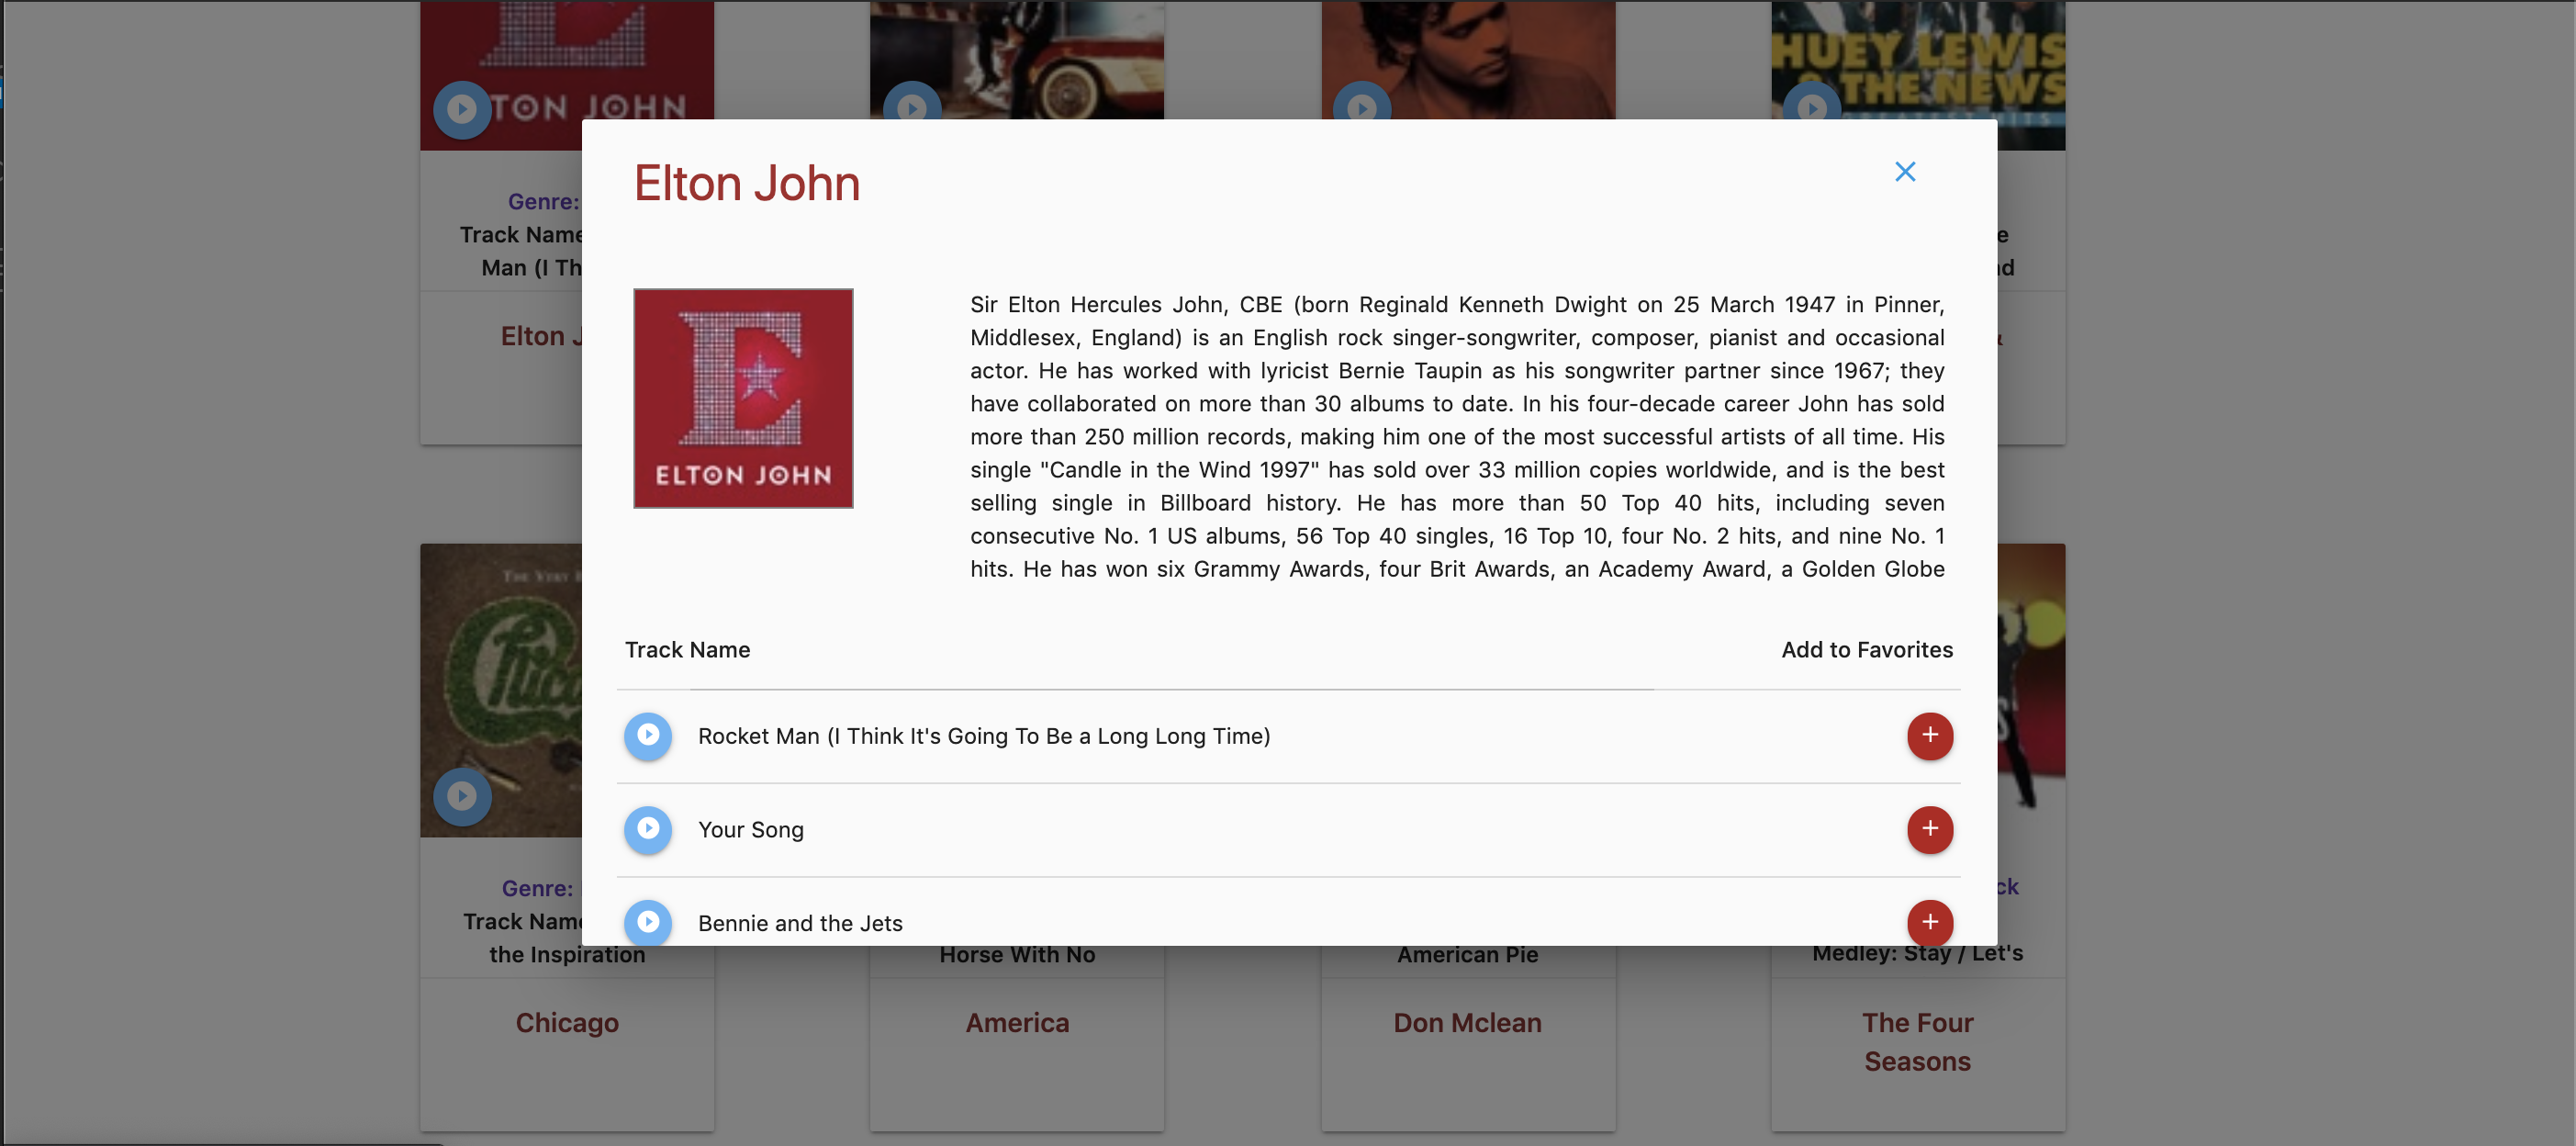 TON JOHN
HUEY LEWIS
& THE NEWS
GREATEST HITS
Elton John
Genre:
Track Name
Man (I Th
Elton J
ELTON JOHN
Sir Elton Hercules John, CBE (born Reginald Kenneth Dwight on 25 March 1947 in Pinner,
Middlesex, England) is an English rock singer-songwriter, composer, pianist and occasional
actor. He has worked with lyricist Bernie Taupin as his songwriter partner since 1967; they
have collaborated on more than 30 albums to date. In his four-decade career John has sold
more than 250 million records, making him one of the most successful artists of all time. His
single "Candle in the Wind 1997" has sold over 33 million copies worldwide, and is the best
selling single in Billboard history. He has more than 50 Top 40 hits, including seven
consecutive No. 1 US albums, 56 Top 40 singles, 16 Top 10, four No. 2 hits, and nine No. 1
hits. He has won six Grammy Awards, four Brit Awards, an Academy Award, a Golden Globe
Track Name
Add to Favorites
Rocket Man (I Think It's Going To Be a Long Long Time)
Your Song
Bennie and the Jets
THE VERY
Chica
Genre:
Track Name
the Inspiration
Chicago
Horse With No
America
American Pie
Don Mclean
ck
Medley: Stay / Let's
The Four
Seasons